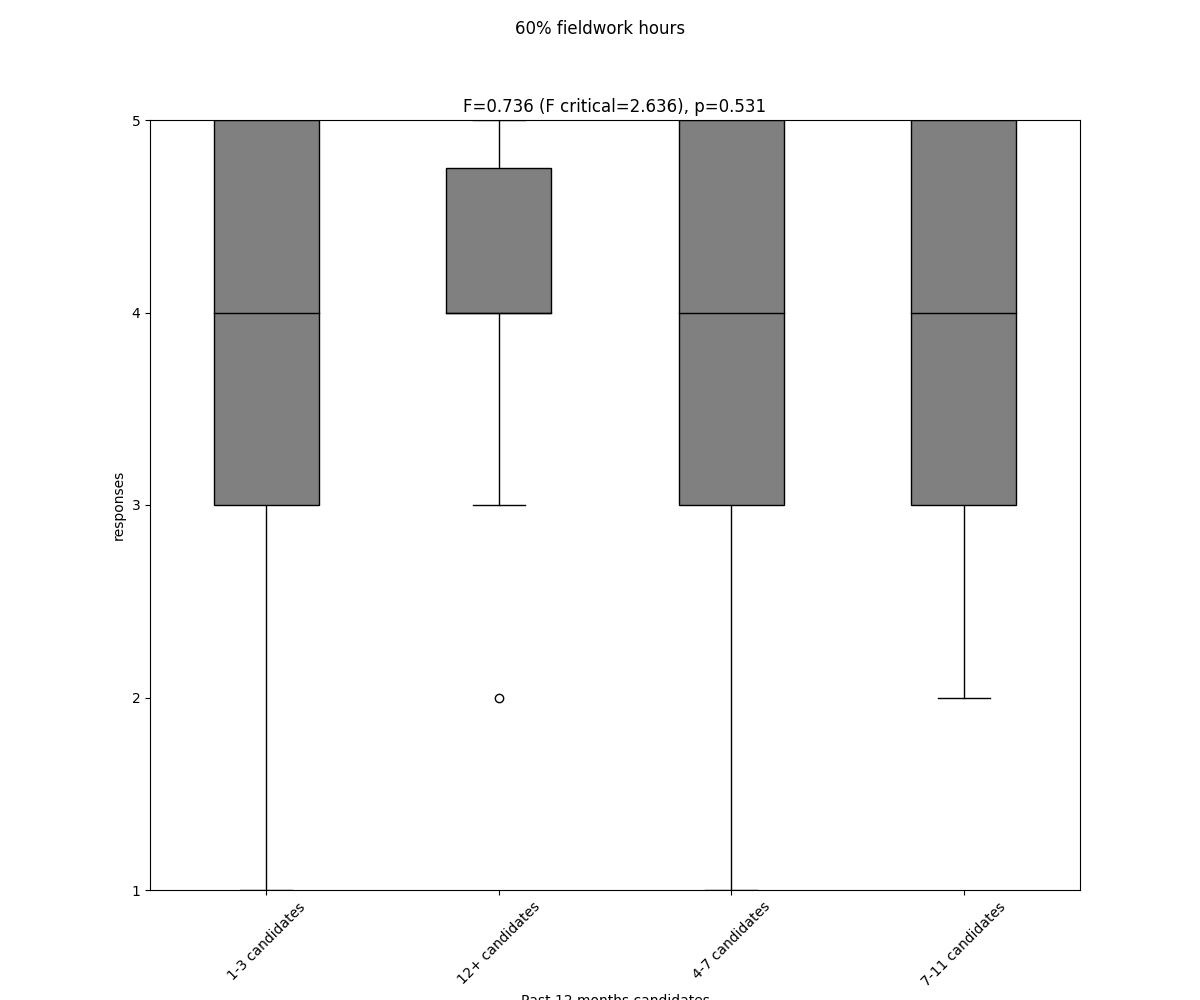 60% fieldwork hours
F=0.736 (F critical=2.636), p=0.531
responses
5
4
3
2
1
1-3 candidates
12+ candidates
4-7 candidates
7-11 candidates
Past 12 months candidates